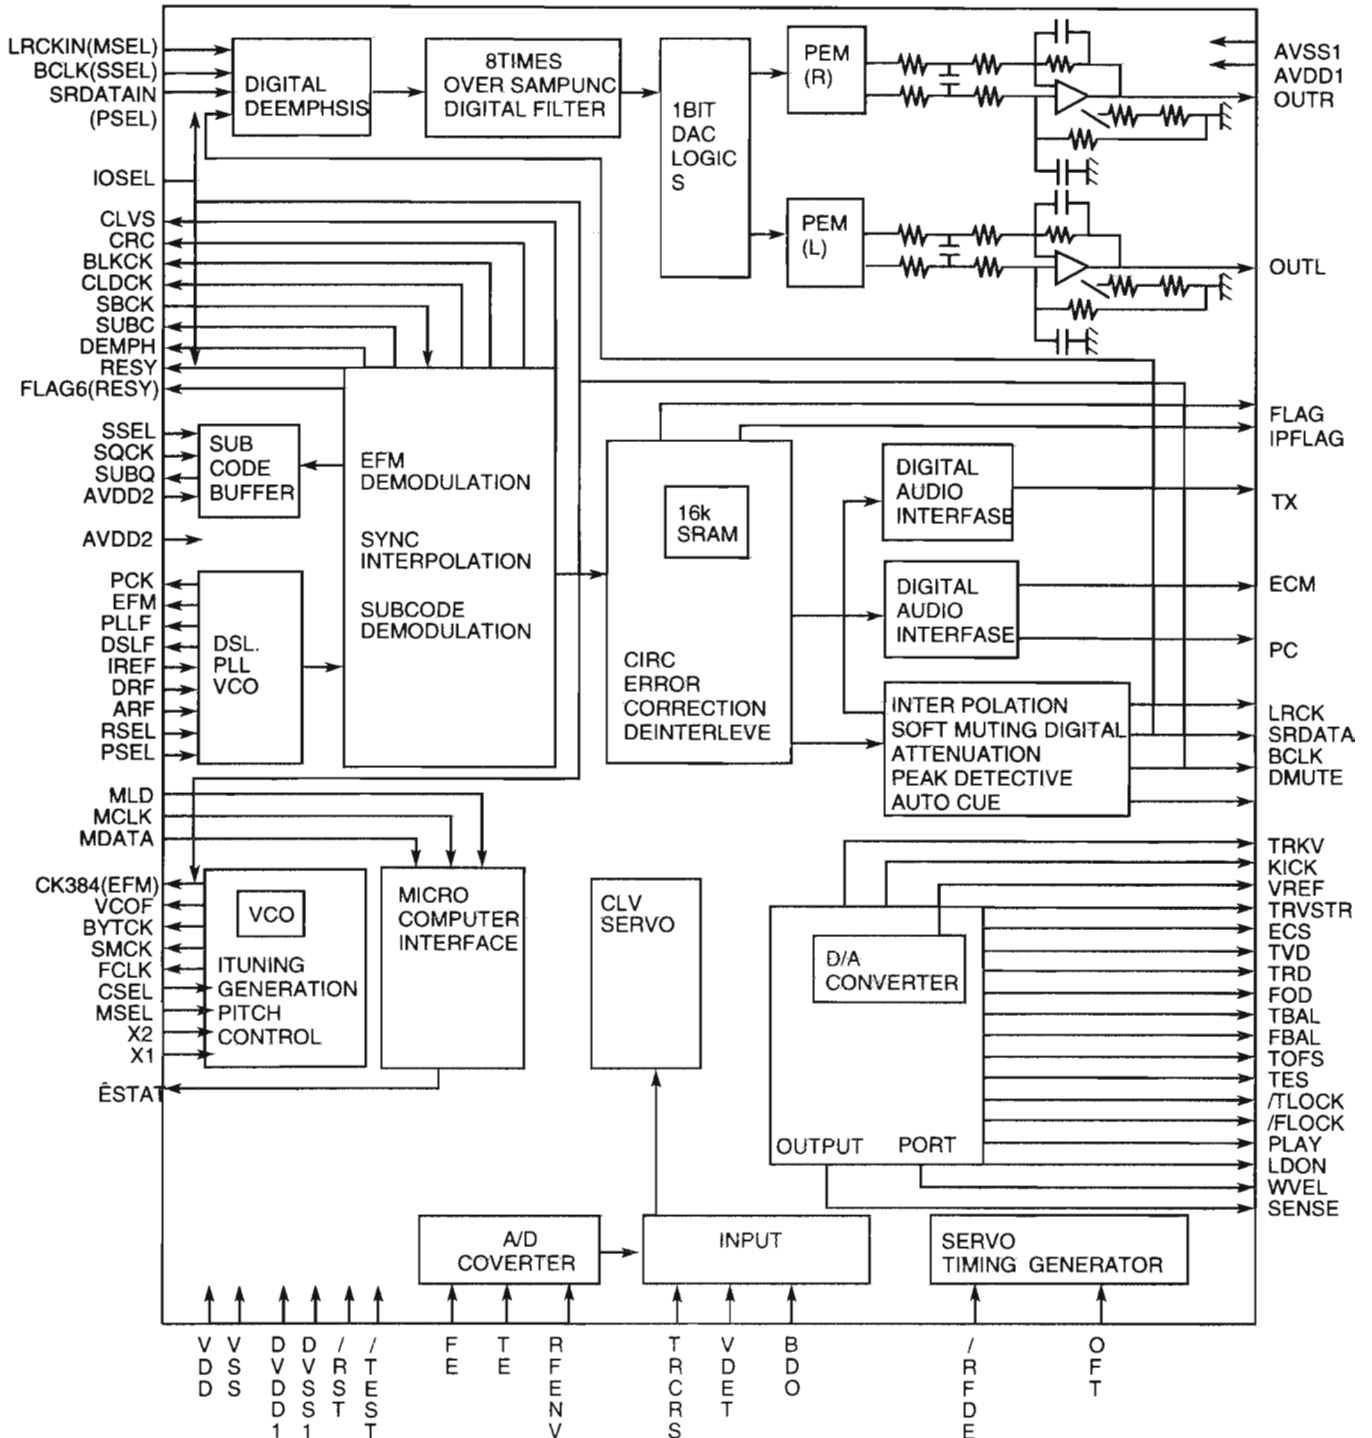 LRCKIN(MSEL)
BCLK(SSEL)
SRDATAIN
(PSEL)
IOSEL
CLVS
CRC
BLKCK
CLDCK
SBCK
SUBC
DEMPH
RESY
FLAG6(RESY)
SSEL
SQCK
SUBQ
AVDD2
AVDD2
PCK
EFM
PLLF
DSLF
IREF
DRF
ARF
RSEL
PSEL
MLD
MCLK
MDATA
CK384(EFM)
VCOF
BYTCK
SMCK
FCLK
CSEL
MSEL
X2
X1
ÊSTAT
DIGITAL
DEEMPHSIS
8TIMES
OVER SAMPUNC
DIGITAL FILTER
1BIT
DAC
LOGIC
S
PEM
(R)
PEM
(L)
SUB
CODE
BUFFER
EFM
DEMODULATION
SYNC
INTERPOLATION
SUBCODE
DEMODULATION
DSL.
PLL
VCO
16k
SRAM
CIRC
ERROR
CORRECTION
DEINTERLEVE
DIGITAL
AUDIO
INTERFASE
DIGITAL
AUDIO
INTERFASE
INTER POLATION
SOFT MUTING DIGITAL
ATTENUATION
PEAK DETECTIVE
AUTO CUE
VCO
ITUNING
GENERATION
PITCH
CONTROL
MICRO
COMPUTER
INTERFACE
CLV
SERVO
D/A
CONVERTER
OUTPUT PORT
A/D
COVERTER
INPUT
SERVO
TIMING GENERATOR
AVSS1
AVDD1
OUTR
OUTL
FLAG
IPFLAG
TX
ECM
PC
LRCK
SRDATA
BCLK
DMUTE
TRKV
KICK
VREF
TRVSTR
ECS
TVD
TRD
FOD
TBAL
FBAL
TOFS
TES
/TLOCK
/FLOCK
PLAY
LDON
WVEL
SENSE
VDD
VSS
DVDD1
DVSS1
/RST
/TEST
FE
TE
RFENV
TRCRS
VDET
BDO
/RFDE
OFT